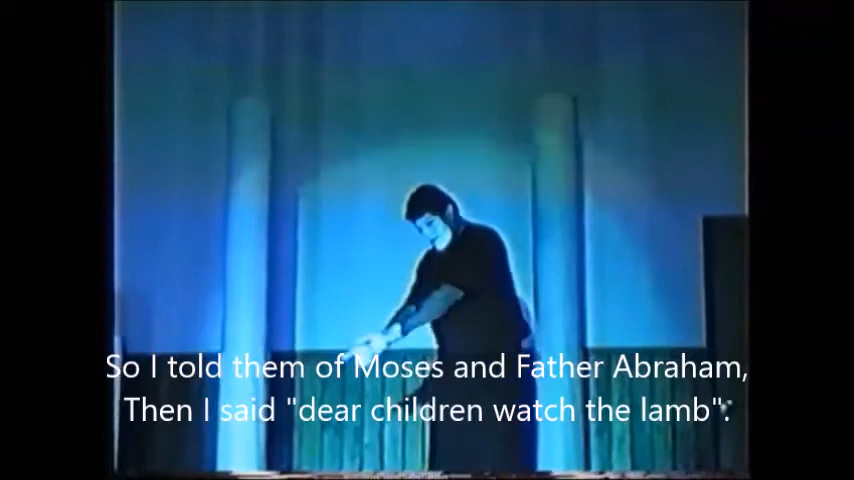 So I told them of Moses and Father Abraham,
Then I said "dear children watch the lamb".